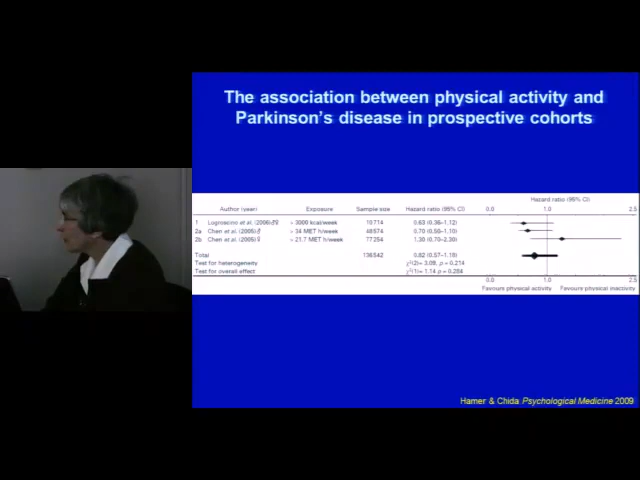 The association between physical activity and
Parkinson's disease in prospective cohorts
Hazard ratio (95% CI)
Author (year) Exposure Sample size Hazard ratio (95% CI) 0.0 1.0 2.5
1 Logroscino et al. (2006)♂♀ > 3000 kcal/week 10714 0.63 (0.36–1.12)
2a Chen et al. (2005)♂ > 34 MET h/week 48574 0.70 (0.50–1.10)
2b Chen et al. (2005)♀ > 21.7 MET h/week 77254 1.30 (0.70–2.30)
Total 136542 0.82 (0.57–1.18)
Test for heterogeneity χ²(2)= 3.09, p = 0.214
Test for overall effect χ²(1)= 1.14 p = 0.284
0.0 1.0 2.5
Favours physical activity Favours physical inactivity
Hamer & Chida Psychological Medicine 2009